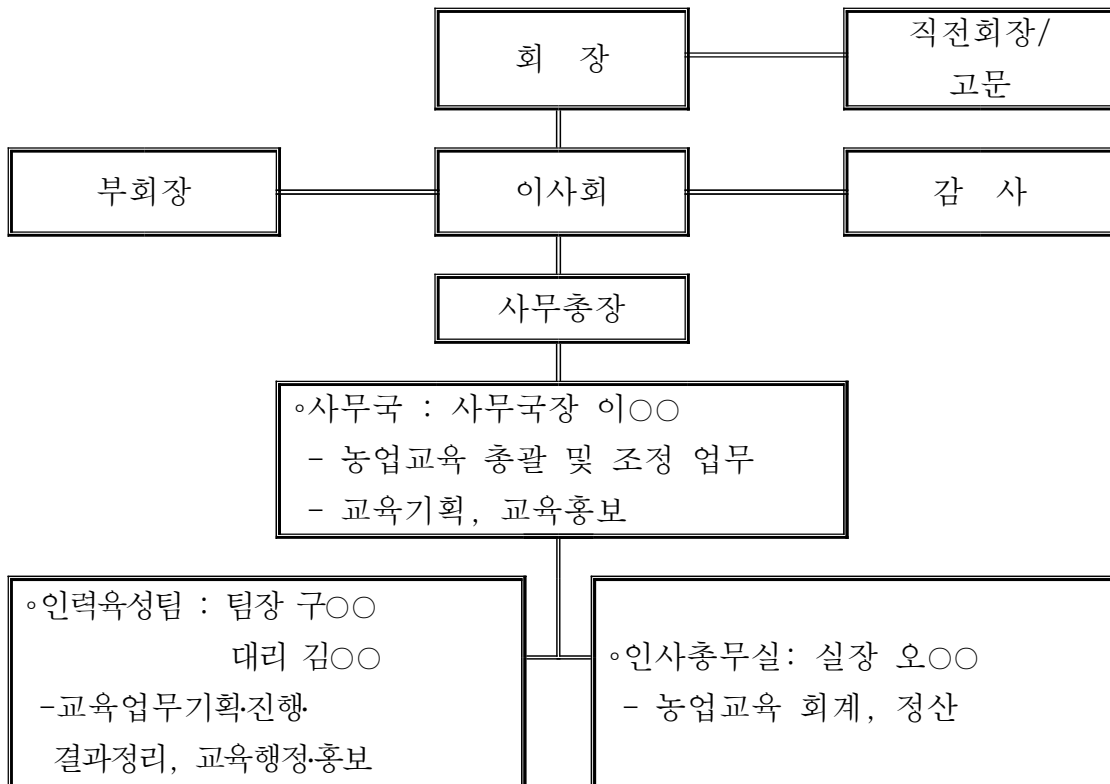 회 장
직전회장/
고문
부회장
이사회
감 사
사무총장
◦사무국 : 사무국장 이○○
- 농업교육 총괄 및 조정 업무
- 교육기획, 교육홍보
◦인력육성팀 : 팀장 구○○
대리 김○○
-교육업무기획·진행·
결과정리, 교육행정·홍보
◦인사총무실: 실장 오○○
- 농업교육 회계, 정산